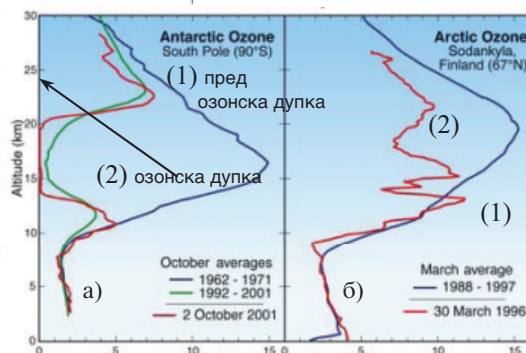 30
25
20
15
10
5
0
Altitude (km)
Antarctic Ozone
South Pole (90°S)
(1) пред
озонска дупка
(2) озонска дупка
а)
October averages
1962 - 1971
1992 - 2001
2 October 2001
0
5
10
15
Arctic Ozone
Sodankyla,
Finland (67°N)
(2)
(1)
б)
March average
1988 - 1997
30 March 1996
5
10
15